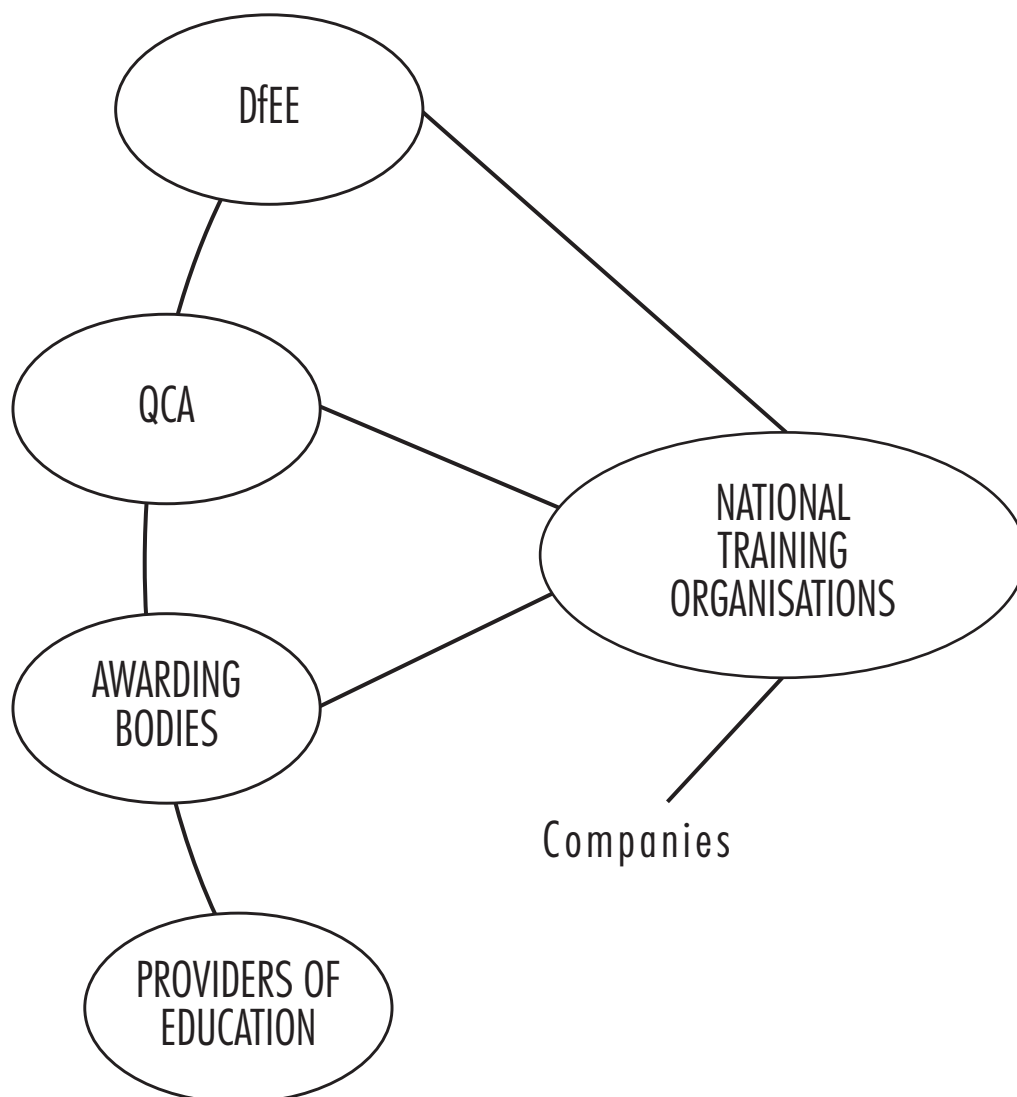 DfEE
QCA
NATIONAL
TRAINING
ORGANISATIONS
AWARDING
BODIES
Companies
PROVIDERS OF
EDUCATION